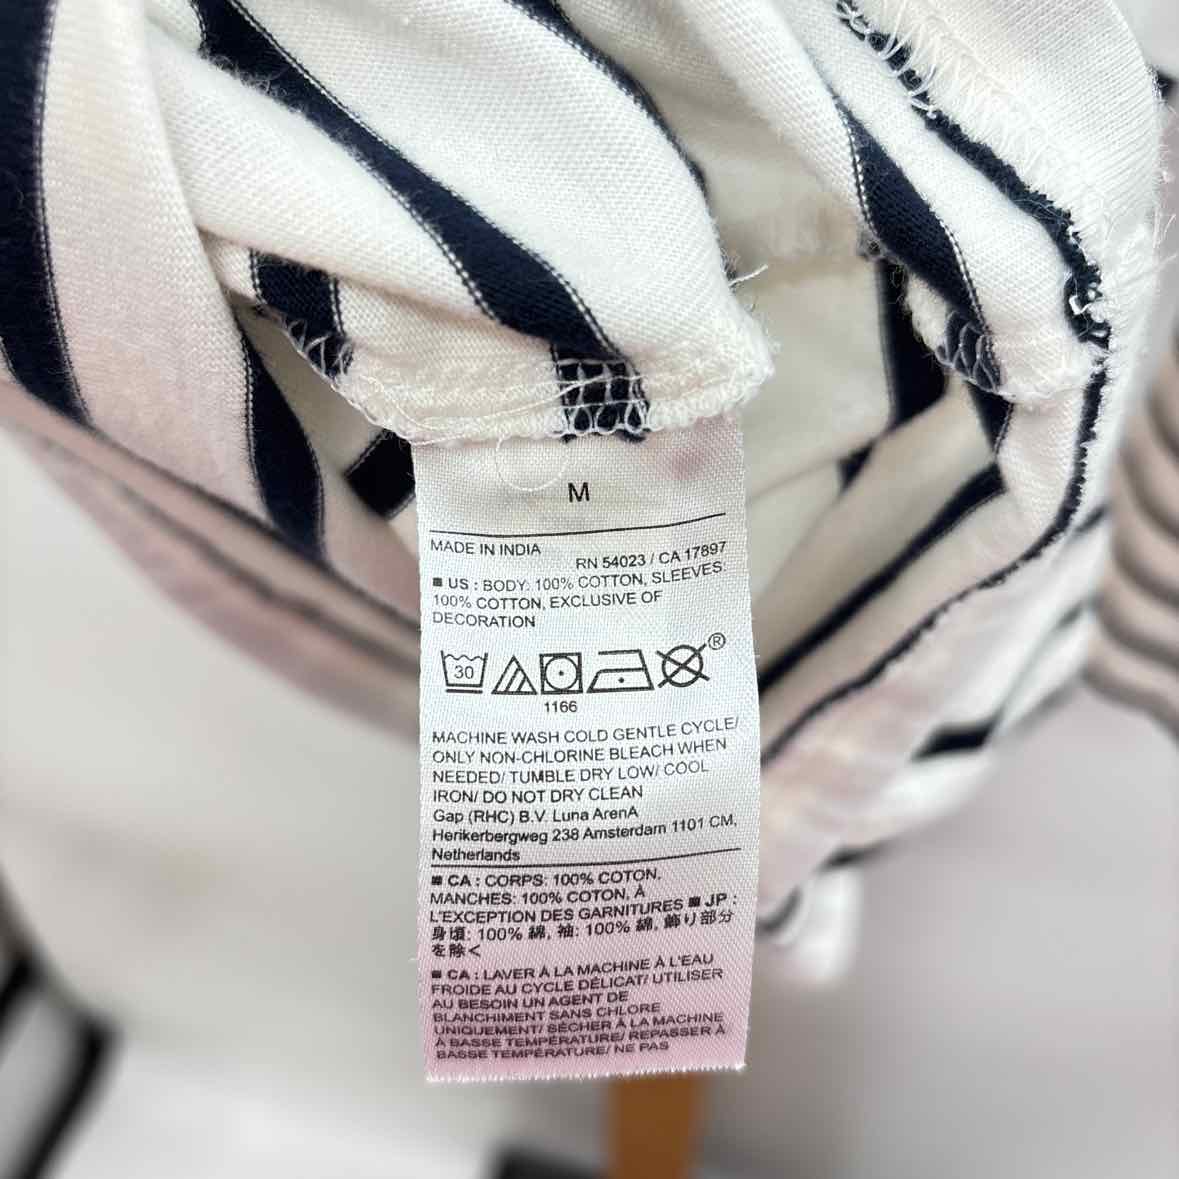 M
MADE IN INDIA
RN 54023 / CA 17897
■ US : BODY: 100% COTTON, SLEEVES:
100% COTTON, EXCLUSIVE OF
DECORATION
30
®
1166
MACHINE WASH COLD GENTLE CYCLE/
ONLY NON-CHLORINE BLEACH WHEN
NEEDED/ TUMBLE DRY LOW/ COOL
IRON/ DO NOT DRY CLEAN
Gap (RHC) B.V. Luna ArenA
Herikerbergweg 238 Amsterdam 1101 CM,
Netherlands
■ CA : CORPS: 100% COTON,
MANCHES: 100% COTON, À
L'EXCEPTION DES GARNITURES ■ JP :
身頃: 100% 綿, 袖: 100% 綿, 飾り部分
を除く
■ CA : LAVER À LA MACHINE À L'EAU
FROIDE AU CYCLE DÉLICAT/ UTILISER
AU BESOIN UN AGENT DE
BLANCHIMENT SANS CHLORE
UNIQUEMENT/ SÉCHER À LA MACHINE
À BASSE TEMPÉRATURE/ REPASSER À
BASSE TEMPÉRATURE/ NE PAS